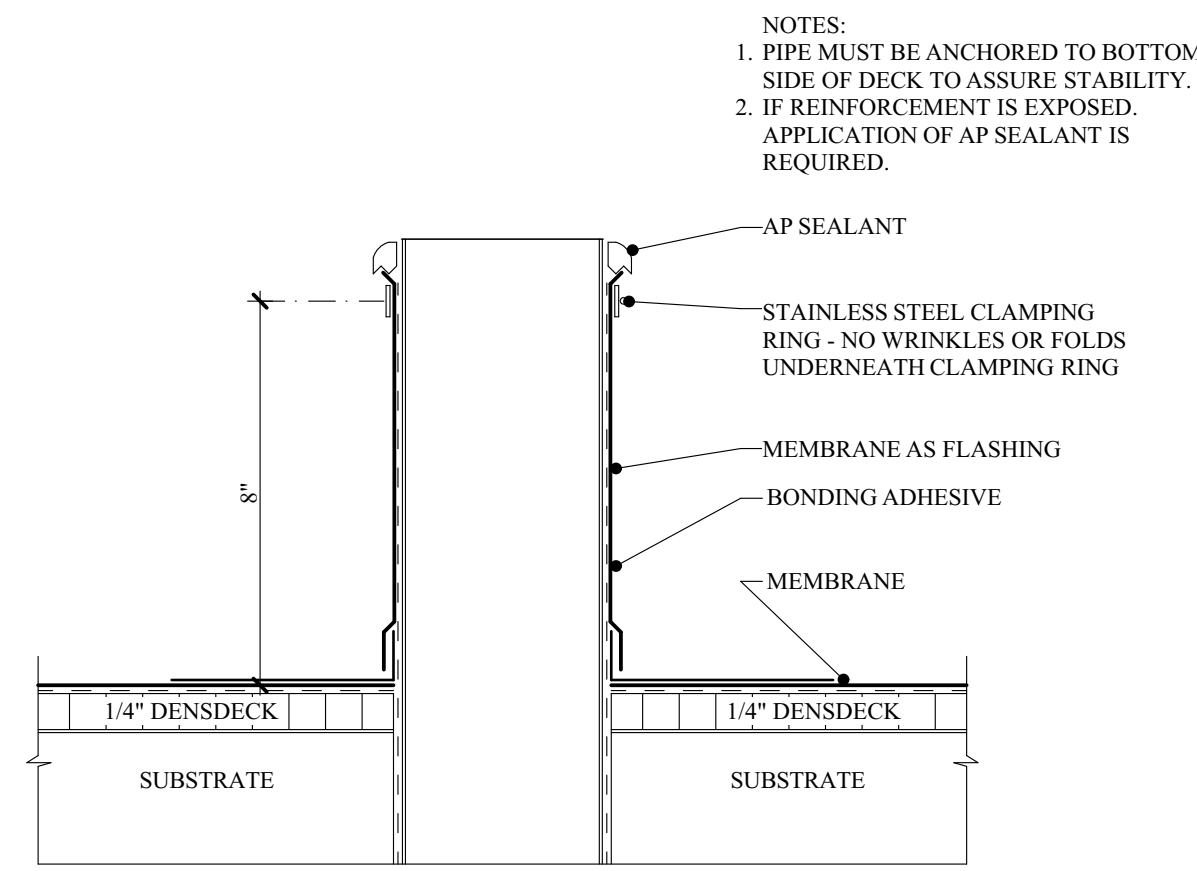 NOTES:
1. PIPE MUST BE ANCHORED TO BOTTOM
SIDE OF DECK TO ASSURE STABILITY.
2. IF REINFORCEMENT IS EXPOSED.
APPLICATION OF AP SEALANT IS
REQUIRED.
AP SEALANT
STAINLESS STEEL CLAMPING
RING - NO WRINKLES OR FOLDS
UNDERNEATH CLAMPING RING
MEMBRANE AS FLASHING
8"
BONDING ADHESIVE
MEMBRANE
1/4" DENSDECK
1/4" DENSDECK
SUBSTRATE
SUBSTRATE